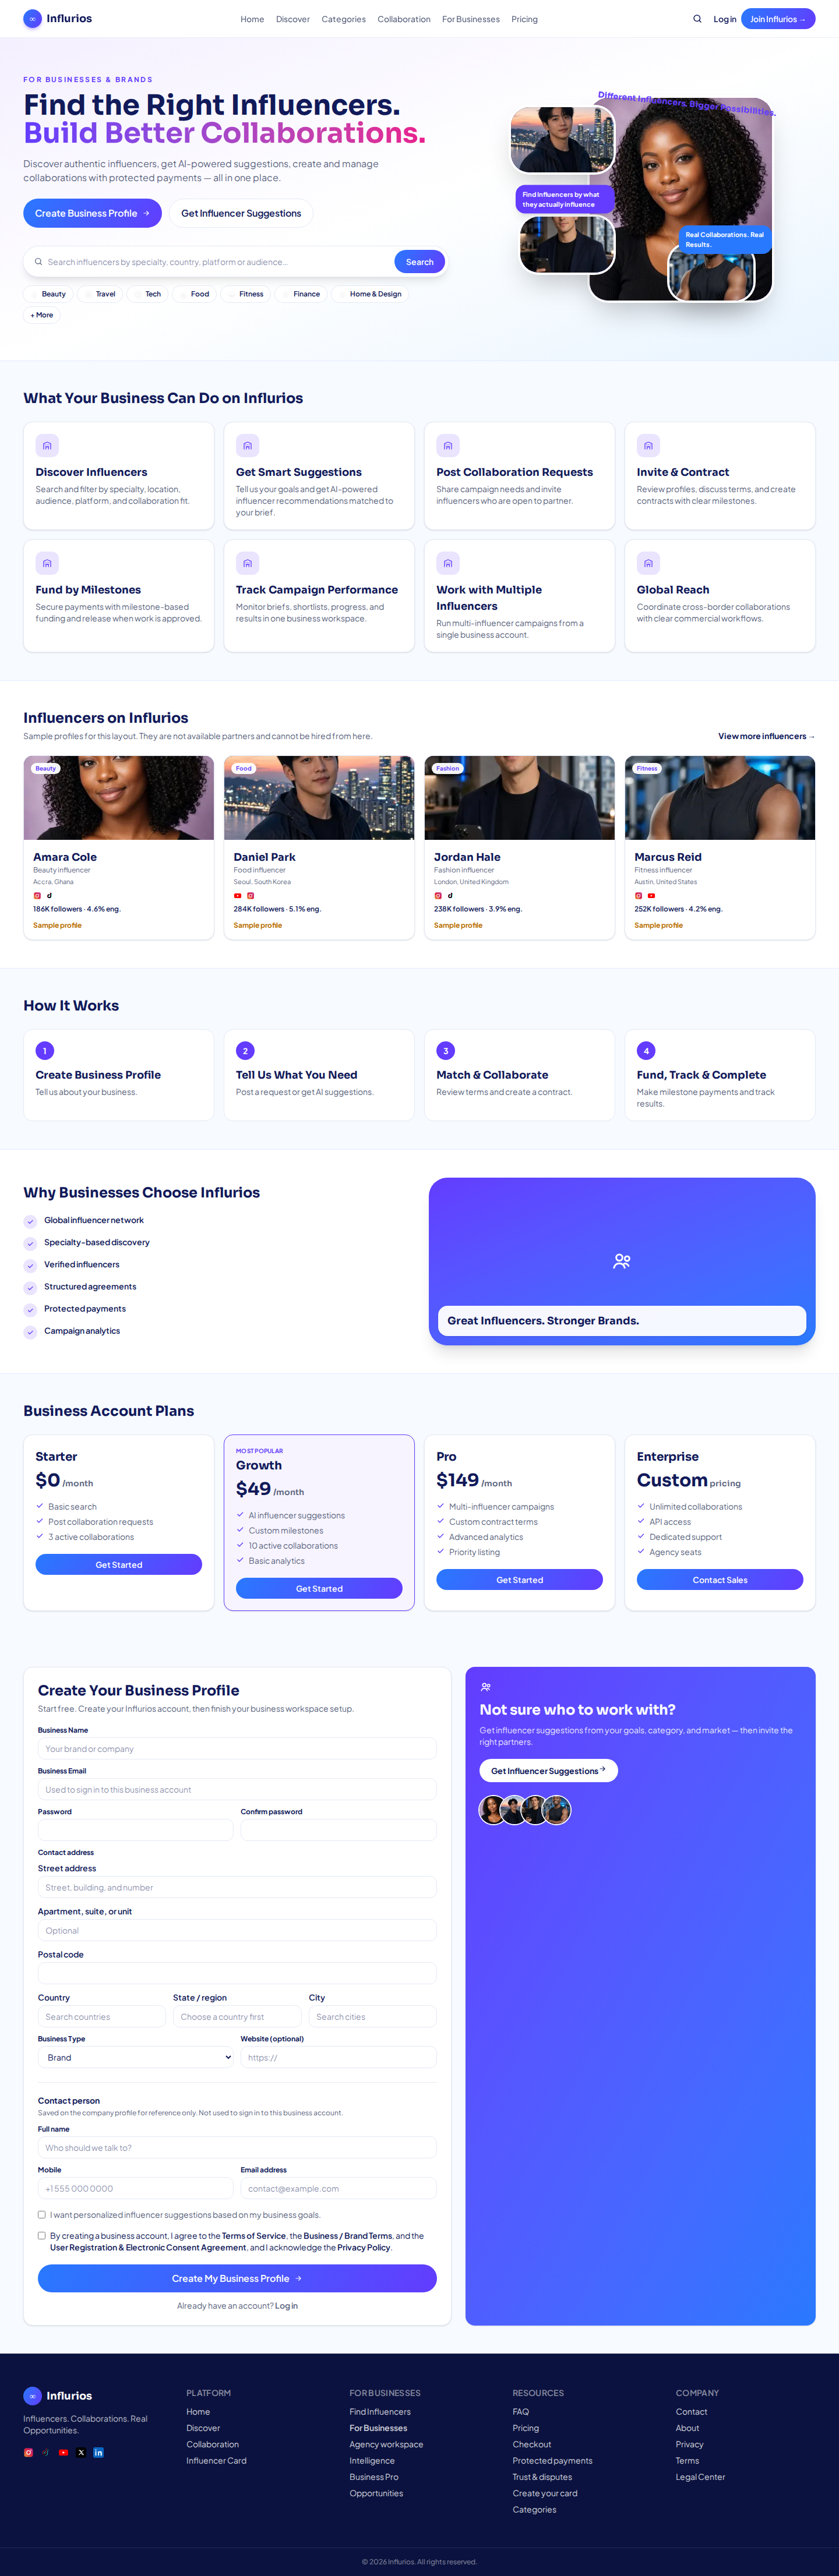 Influrios
Home
Discover
Categories
Collaboration
For Businesses
Pricing
Log in
Join Influrios →
FOR BUSINESSES & BRANDS
Find the Right Influencers.
Build Better Collaborations.
Discover authentic influencers, get AI-powered suggestions, create and manage
collaborations with protected payments — all in one place.
Create Business Profile →
Get Influencer Suggestions
Search influencers by specialty, country, platform or audience...
Search
Beauty
Travel
Tech
Food
Fitness
Finance
Home & Design
+ More
Different Influencers. Bigger Possibilities.
Find Influencers by what
they actually influence
Real Collaborations. Real
Results.
What Your Business Can Do on Influrios
Discover Influencers
Search and filter by specialty, location,
audience, platform, and collaboration fit.
Get Smart Suggestions
Tell us your goals and get AI-powered
influencer recommendations matched to
your brief.
Post Collaboration Requests
Share campaign needs and invite
influencers who are open to partner.
Invite & Contract
Review profiles, discuss terms, and create
contracts with clear milestones.
Fund by Milestones
Secure payments with milestone-based
funding and release when work is approved.
Track Campaign Performance
Monitor briefs, shortlists, progress, and
results in one business workspace.
Work with Multiple
Influencers
Run multi-influencer campaigns from a
single business account.
Global Reach
Coordinate cross-border collaborations
with clear commercial workflows.
Influencers on Influrios
Sample profiles for this layout. They are not available partners and cannot be hired from here.
View more influencers →
Beauty
Amara Cole
Beauty influencer
Accra, Ghana
186K followers · 4.6% eng.
Sample profile
Food
Daniel Park
Food influencer
Seoul, South Korea
284K followers · 5.1% eng.
Sample profile
Fashion
Jordan Hale
Fashion influencer
London, United Kingdom
238K followers · 3.9% eng.
Sample profile
Fitness
Marcus Reid
Fitness influencer
Austin, United States
252K followers · 4.2% eng.
Sample profile
How It Works
1
Create Business Profile
Tell us about your business.
2
Tell Us What You Need
Post a request or get AI suggestions.
3
Match & Collaborate
Review terms and create a contract.
4
Fund, Track & Complete
Make milestone payments and track
results.
Why Businesses Choose Influrios
Global influencer network
Specialty-based discovery
Verified influencers
Structured agreements
Protected payments
Campaign analytics
Great Influencers. Stronger Brands.
Business Account Plans
Starter
$0 /month
Basic search
Post collaboration requests
3 active collaborations
Get Started
MOST POPULAR
Growth
$49 /month
AI influencer suggestions
Custom milestones
10 active collaborations
Basic analytics
Get Started
Pro
$149 /month
Multi-influencer campaigns
Custom contract terms
Advanced analytics
Priority listing
Get Started
Enterprise
Custom pricing
Unlimited collaborations
API access
Dedicated support
Agency seats
Contact Sales
Create Your Business Profile
Start free. Create your Influrios account, then finish your business workspace setup.
Business Name
Your brand or company
Business Email
Used to sign in to this business account
Password
Confirm password
Contact address
Street address
Street, building, and number
Apartment, suite, or unit
Optional
Postal code
Country
State / region
City
Search countries
Choose a country first
Search cities
Business Type
Website (optional)
Brand
https://
Contact person
Saved on the company profile for reference only. Not used to sign in to this business account.
Full name
Who should we talk to?
Mobile
Email address
+1 555 000 0000
contact@example.com
I want personalized influencer suggestions based on my business goals.
By creating a business account, I agree to the Terms of Service, the Business / Brand Terms, and the
User Registration & Electronic Consent Agreement, and I acknowledge the Privacy Policy.
Create My Business Profile →
Already have an account? Log in
Not sure who to work with?
Get influencer suggestions from your goals, category, and market — then invite the
right partners.
Get Influencer Suggestions →
Influrios
Influencers. Collaborations. Real
Opportunities.
PLATFORM
Home
Discover
Collaboration
Influencer Card
FOR BUSINESSES
Find Influencers
For Businesses
Agency workspace
Intelligence
Business Pro
Opportunities
RESOURCES
FAQ
Pricing
Checkout
Protected payments
Trust & disputes
Create your card
Categories
COMPANY
Contact
About
Privacy
Terms
Legal Center
© 2026 Influrios. All rights reserved.